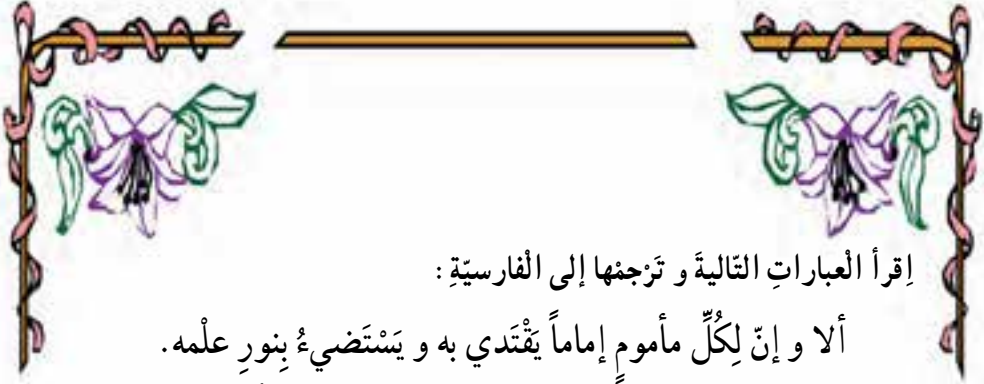 اِقرأ الْعباراتِ التّاليةَ و تَرْجمْها إلى الْفارسيّةِ :
ألا و إنّ لِكُلِّ مأمومٍ إماماً يَقْتَدي به و يَسْتَضيءُ بِنورِ علْمه .